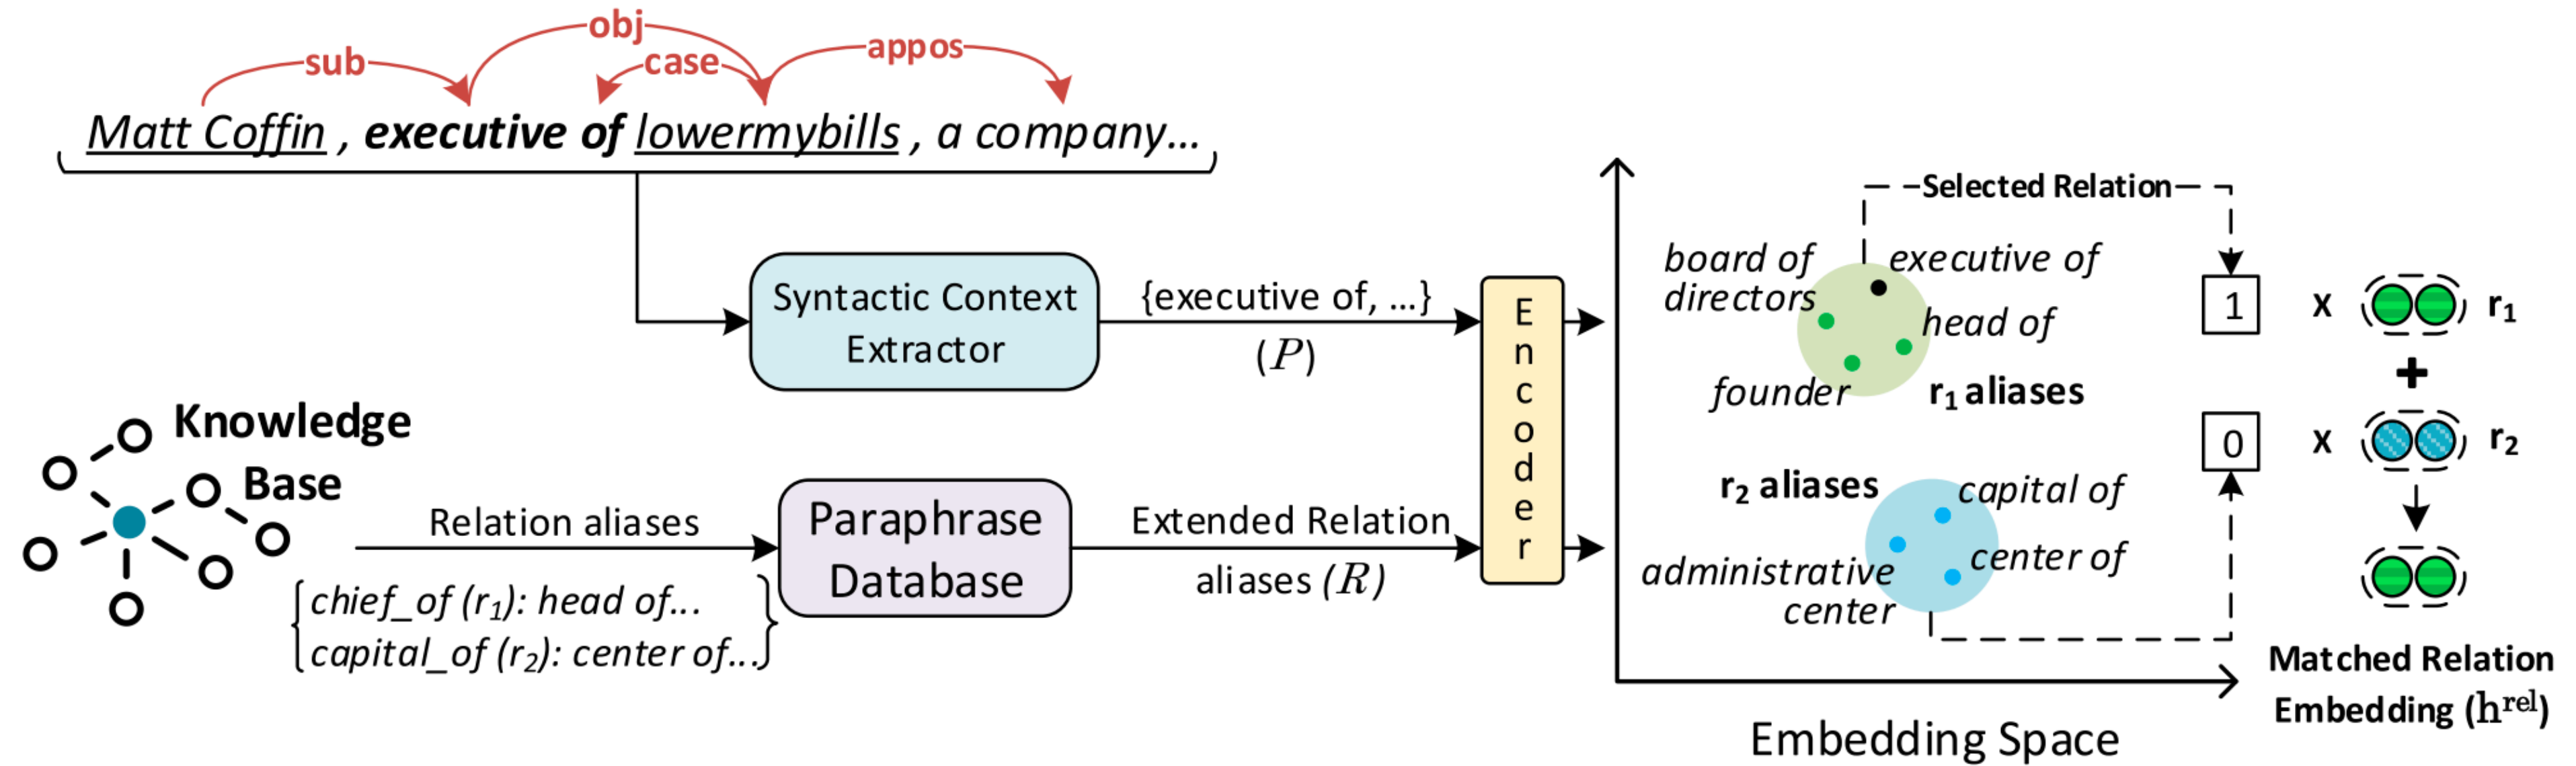 sub
obj
case
appos
Matt Coffin , executive of lowermybills , a company...
Syntactic Context
Extractor
{executive of, ...}
(P)
Knowledge
Base
Relation aliases
chief_of (r1): head of...
capital_of (r2): center of...
Paraphrase
Database
Extended Relation
aliases (R)
Encoder
Selected Relation
board of
directors
executive of
head of
founder
r1 aliases
r2 aliases
capital of
center of
administrative
center
Embedding Space
1 x r1
+
0 x r2
Matched Relation
Embedding (h^rel)